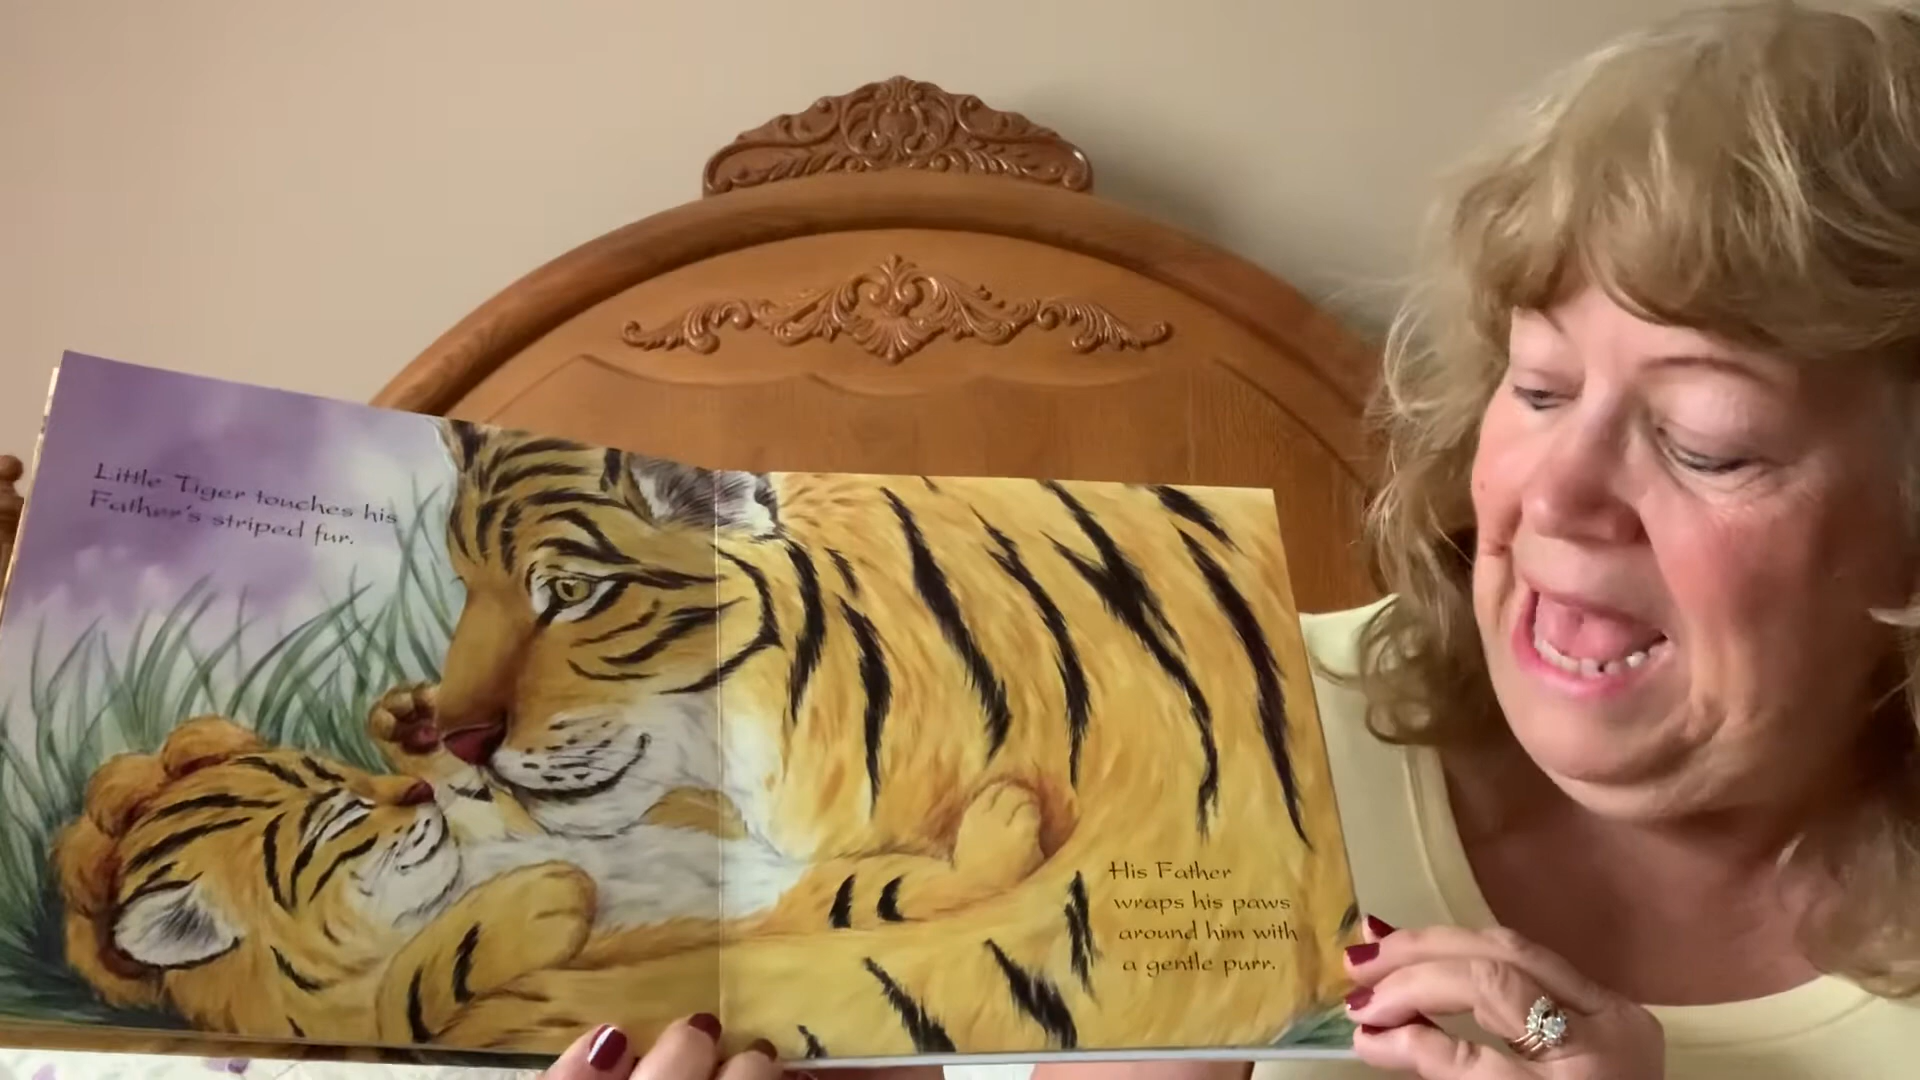 Little Tiger touches his
Father's striped fur.
His Father
wraps his paws
around him with
a gentle purr.